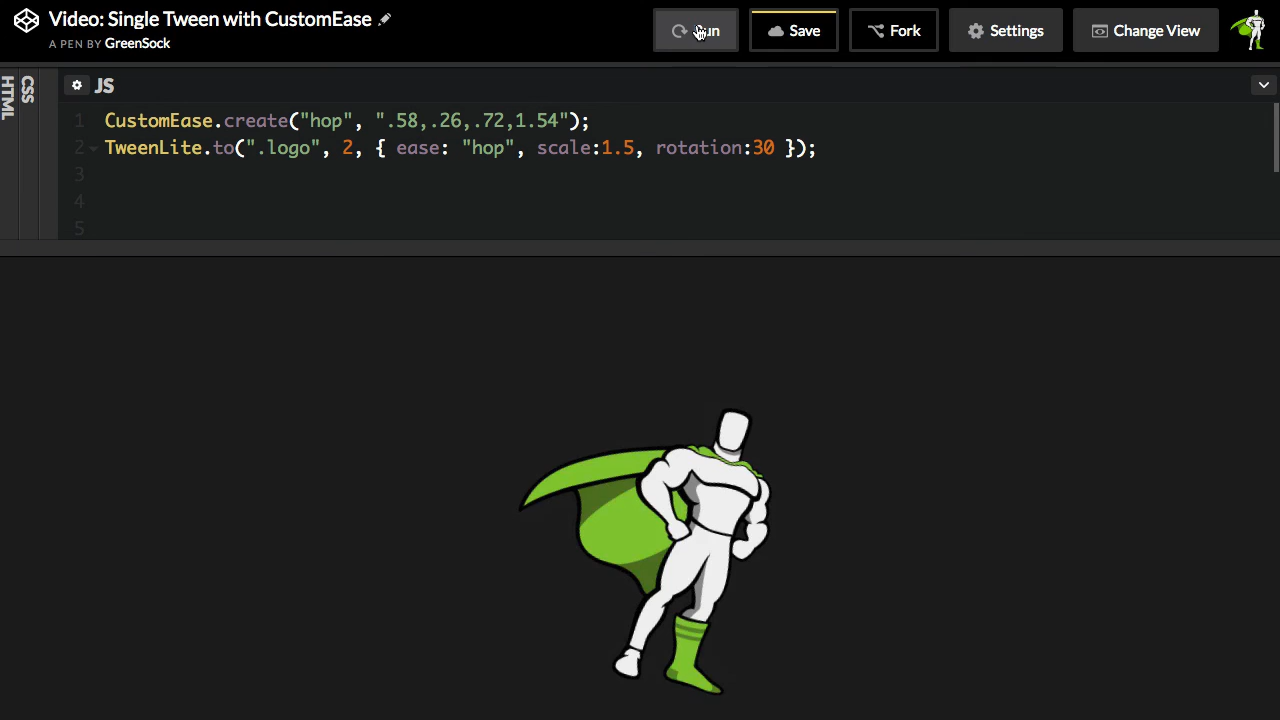 Video: Single Tween with CustomEase
A PEN BY GreenSock
Save
Fork
Settings
Change View
HTML
CSS
JS
1 CustomEase.create("hop", ".58,.26,.72,1.54");
2 TweenLite.to(".logo", 2, { ease: "hop", scale:1.5, rotation:30 });
3
4
5